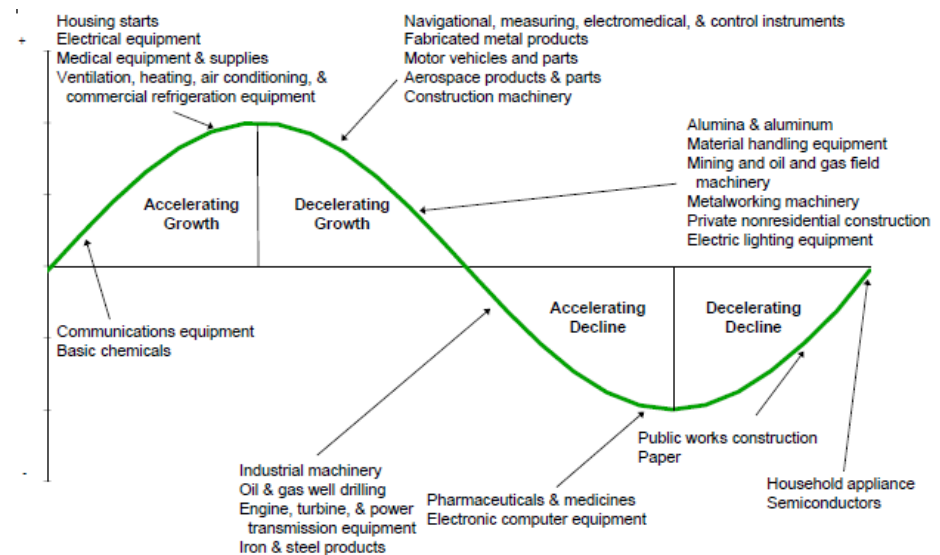 Housing starts
Electrical equipment
Medical equipment & supplies
Ventilation, heating, air conditioning, &
commercial refrigeration equipment
Navigational, measuring, electromedical, & control instruments
Fabricated metal products
Motor vehicles and parts
Aerospace products & parts
Construction machinery
+
Alumina & aluminum
Material handling equipment
Mining and oil and gas field
machinery
Metalworking machinery
Private nonresidential construction
Electric lighting equipment
Accelerating
Growth
Decelerating
Growth
Accelerating
Decline
Decelerating
Decline
Communications equipment
Basic chemicals
-
Industrial machinery
Oil & gas well drilling
Engine, turbine, & power
transmission equipment
Iron & steel products
Pharmaceuticals & medicines
Electronic computer equipment
Public works construction
Paper
Household appliance
Semiconductors